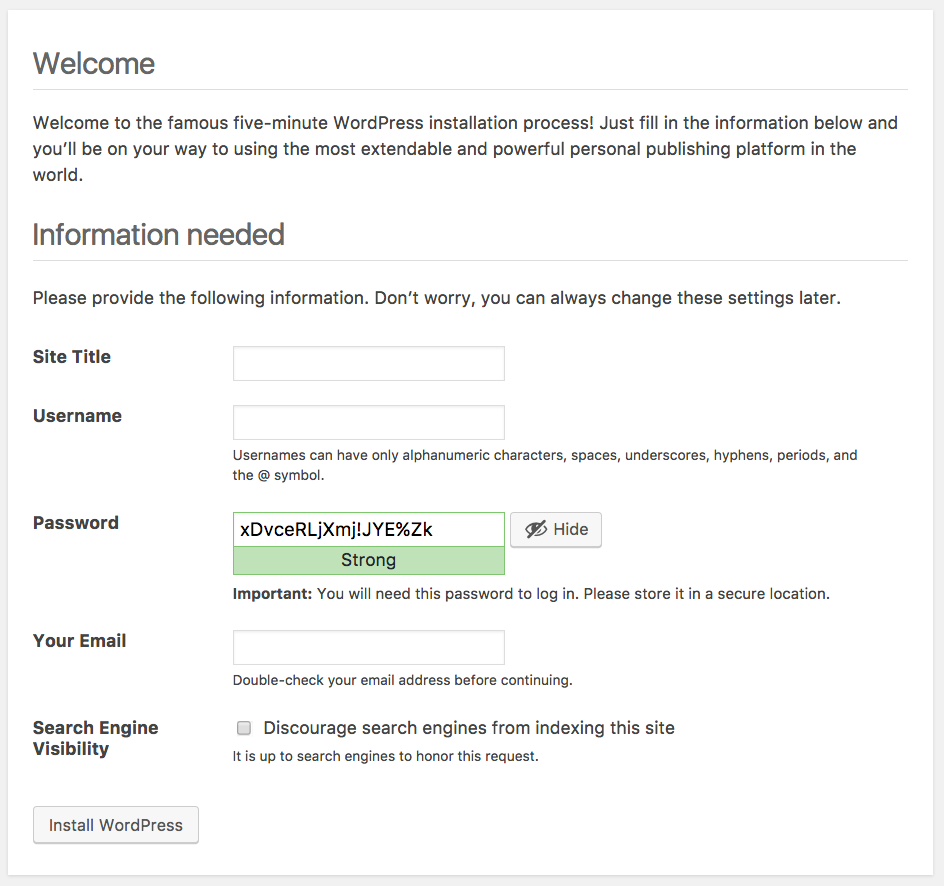 Welcome
Welcome to the famous five-minute WordPress installation process! Just fill in the information below and
you’ll be on your way to using the most extendable and powerful personal publishing platform in the
world.
Information needed
Please provide the following information. Don’t worry, you can always change these settings later.
Site Title
Username
Usernames can have only alphanumeric characters, spaces, underscores, hyphens, periods, and
the @ symbol.
Password
xDvceRLjXmj!JYE%Zk
Hide
Strong
Important: You will need this password to log in. Please store it in a secure location.
Your Email
Double-check your email address before continuing.
Search Engine
Visibility
Discourage search engines from indexing this site
It is up to search engines to honor this request.
Install WordPress